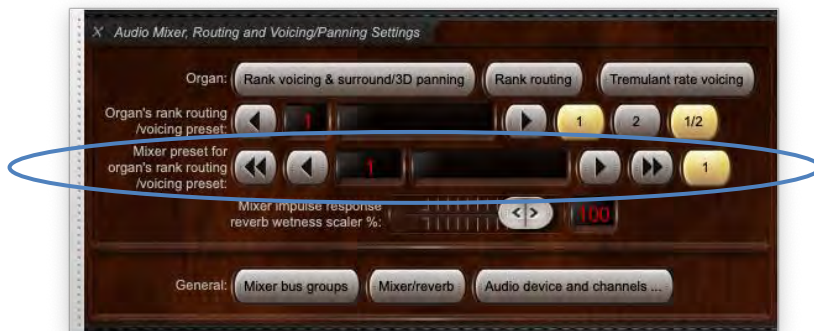 X Audio Mixer, Routing and Voicing/Panning Settings
Organ: Rank voicing & surround/3D panning Rank routing Tremulant rate voicing
Organ's rank routing
/voicing preset: 1 1 2 1/2
Mixer preset for
organ's rank routing
/voicing preset: 1 1
Mixer impulse response
reverb wetness scaler %: 100
General: Mixer bus groups Mixer/reverb Audio device and channels ...